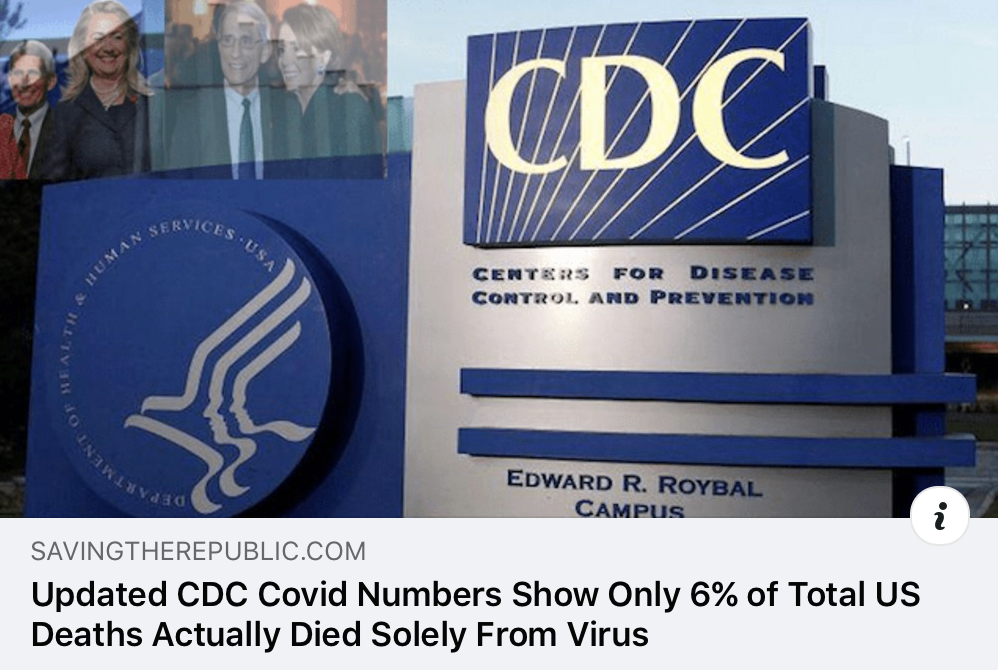 CDC
CENTERS FOR DISEASE
CONTROL AND PREVENTION
DEPARTMENT OF HEALTH & HUMAN SERVICES · USA
EDWARD R. ROYBAL
CAMPUS
i
SAVINGTHEREPUBLIC.COM
Updated CDC Covid Numbers Show Only 6% of Total US
Deaths Actually Died Solely From Virus